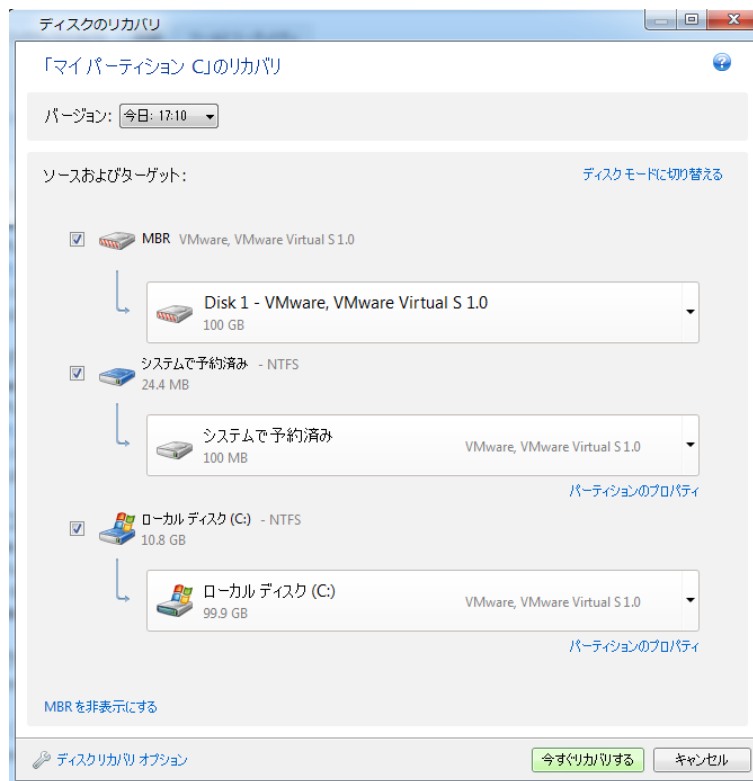 ディスクのリカバリ
「マイ パーティション C」のリカバリ
バージョン: 今日: 17:10
ソースおよびターゲット:
ディスク モードに切り替える
MBR VMware, VMware Virtual S 1.0
Disk 1 - VMware, VMware Virtual S 1.0
100 GB
システムで予約済み - NTFS
24.4 MB
システムで予約済み VMware, VMware Virtual S 1.0
100 MB
パーティションのプロパティ
ローカル ディスク (C:) - NTFS
10.8 GB
ローカル ディスク (C:) VMware, VMware Virtual S 1.0
99.9 GB
パーティションのプロパティ
MBR を非表示にする
ディスク リカバリ オプション
今すぐリカバリする キャンセル